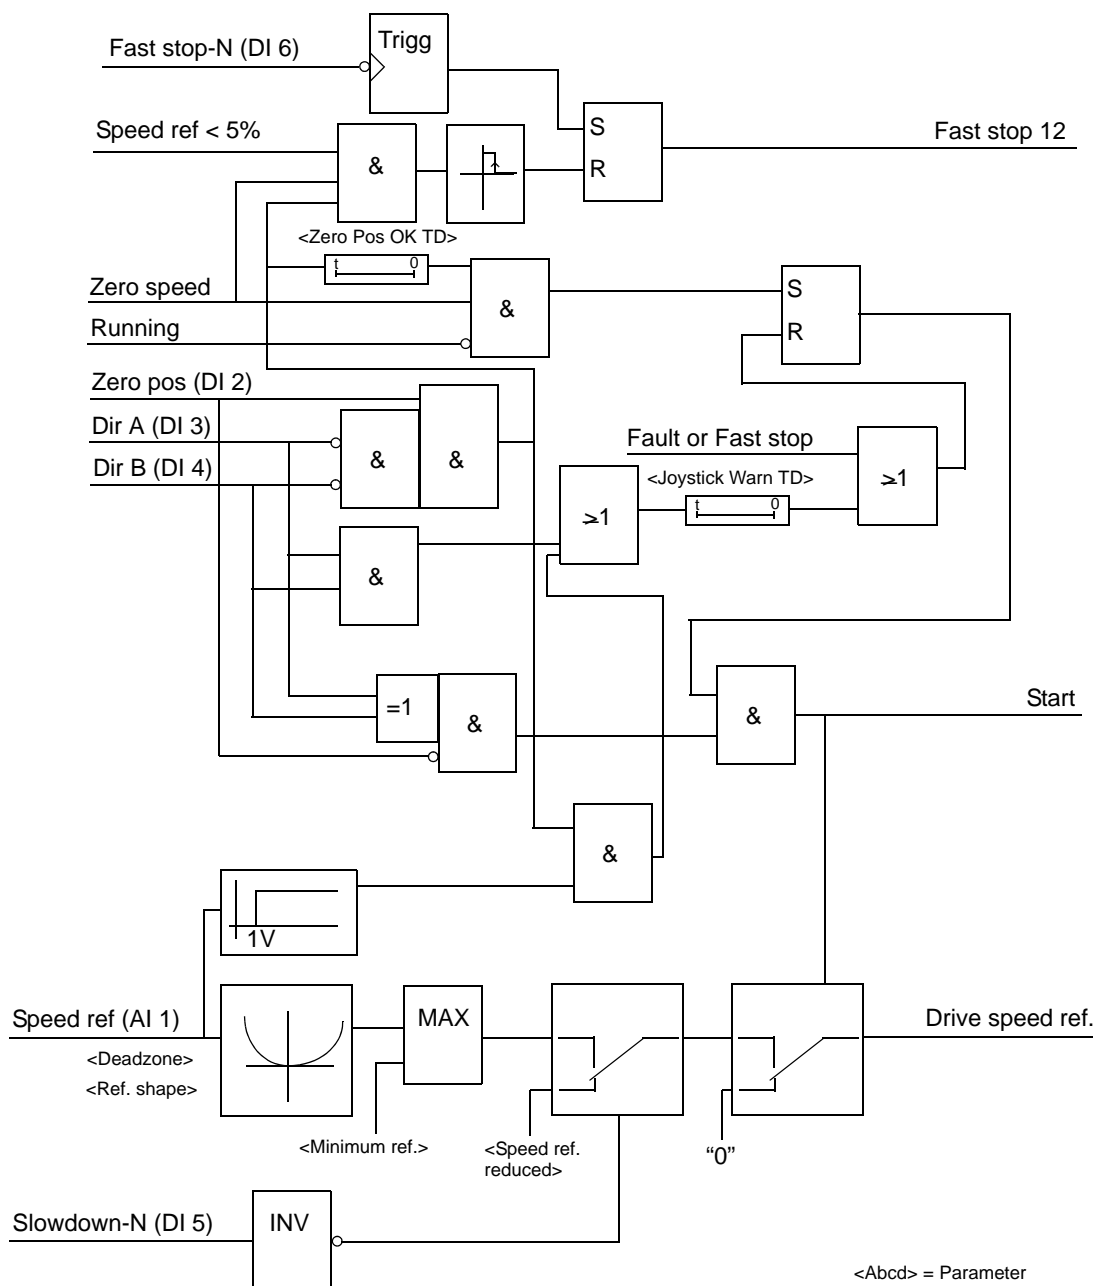 Fast stop-N (DI 6)
Trigg
Speed ref < 5%
&
S
R
Fast stop 12
<Zero Pos OK TD>
t 0
Zero speed
Running
&
S
R
Zero pos (DI 2)
Dir A (DI 3)
Dir B (DI 4)
&
&
Fault or Fast stop
<Joystick Warn TD>
t 0
≥1
≥1
&
=1
&
&
Start
&
1V
Speed ref (AI 1)
<Deadzone>
<Ref. shape>
MAX
Drive speed ref.
<Minimum ref.>
<Speed ref.
reduced>
“0”
Slowdown-N (DI 5)
INV
<Abcd> = Parameter